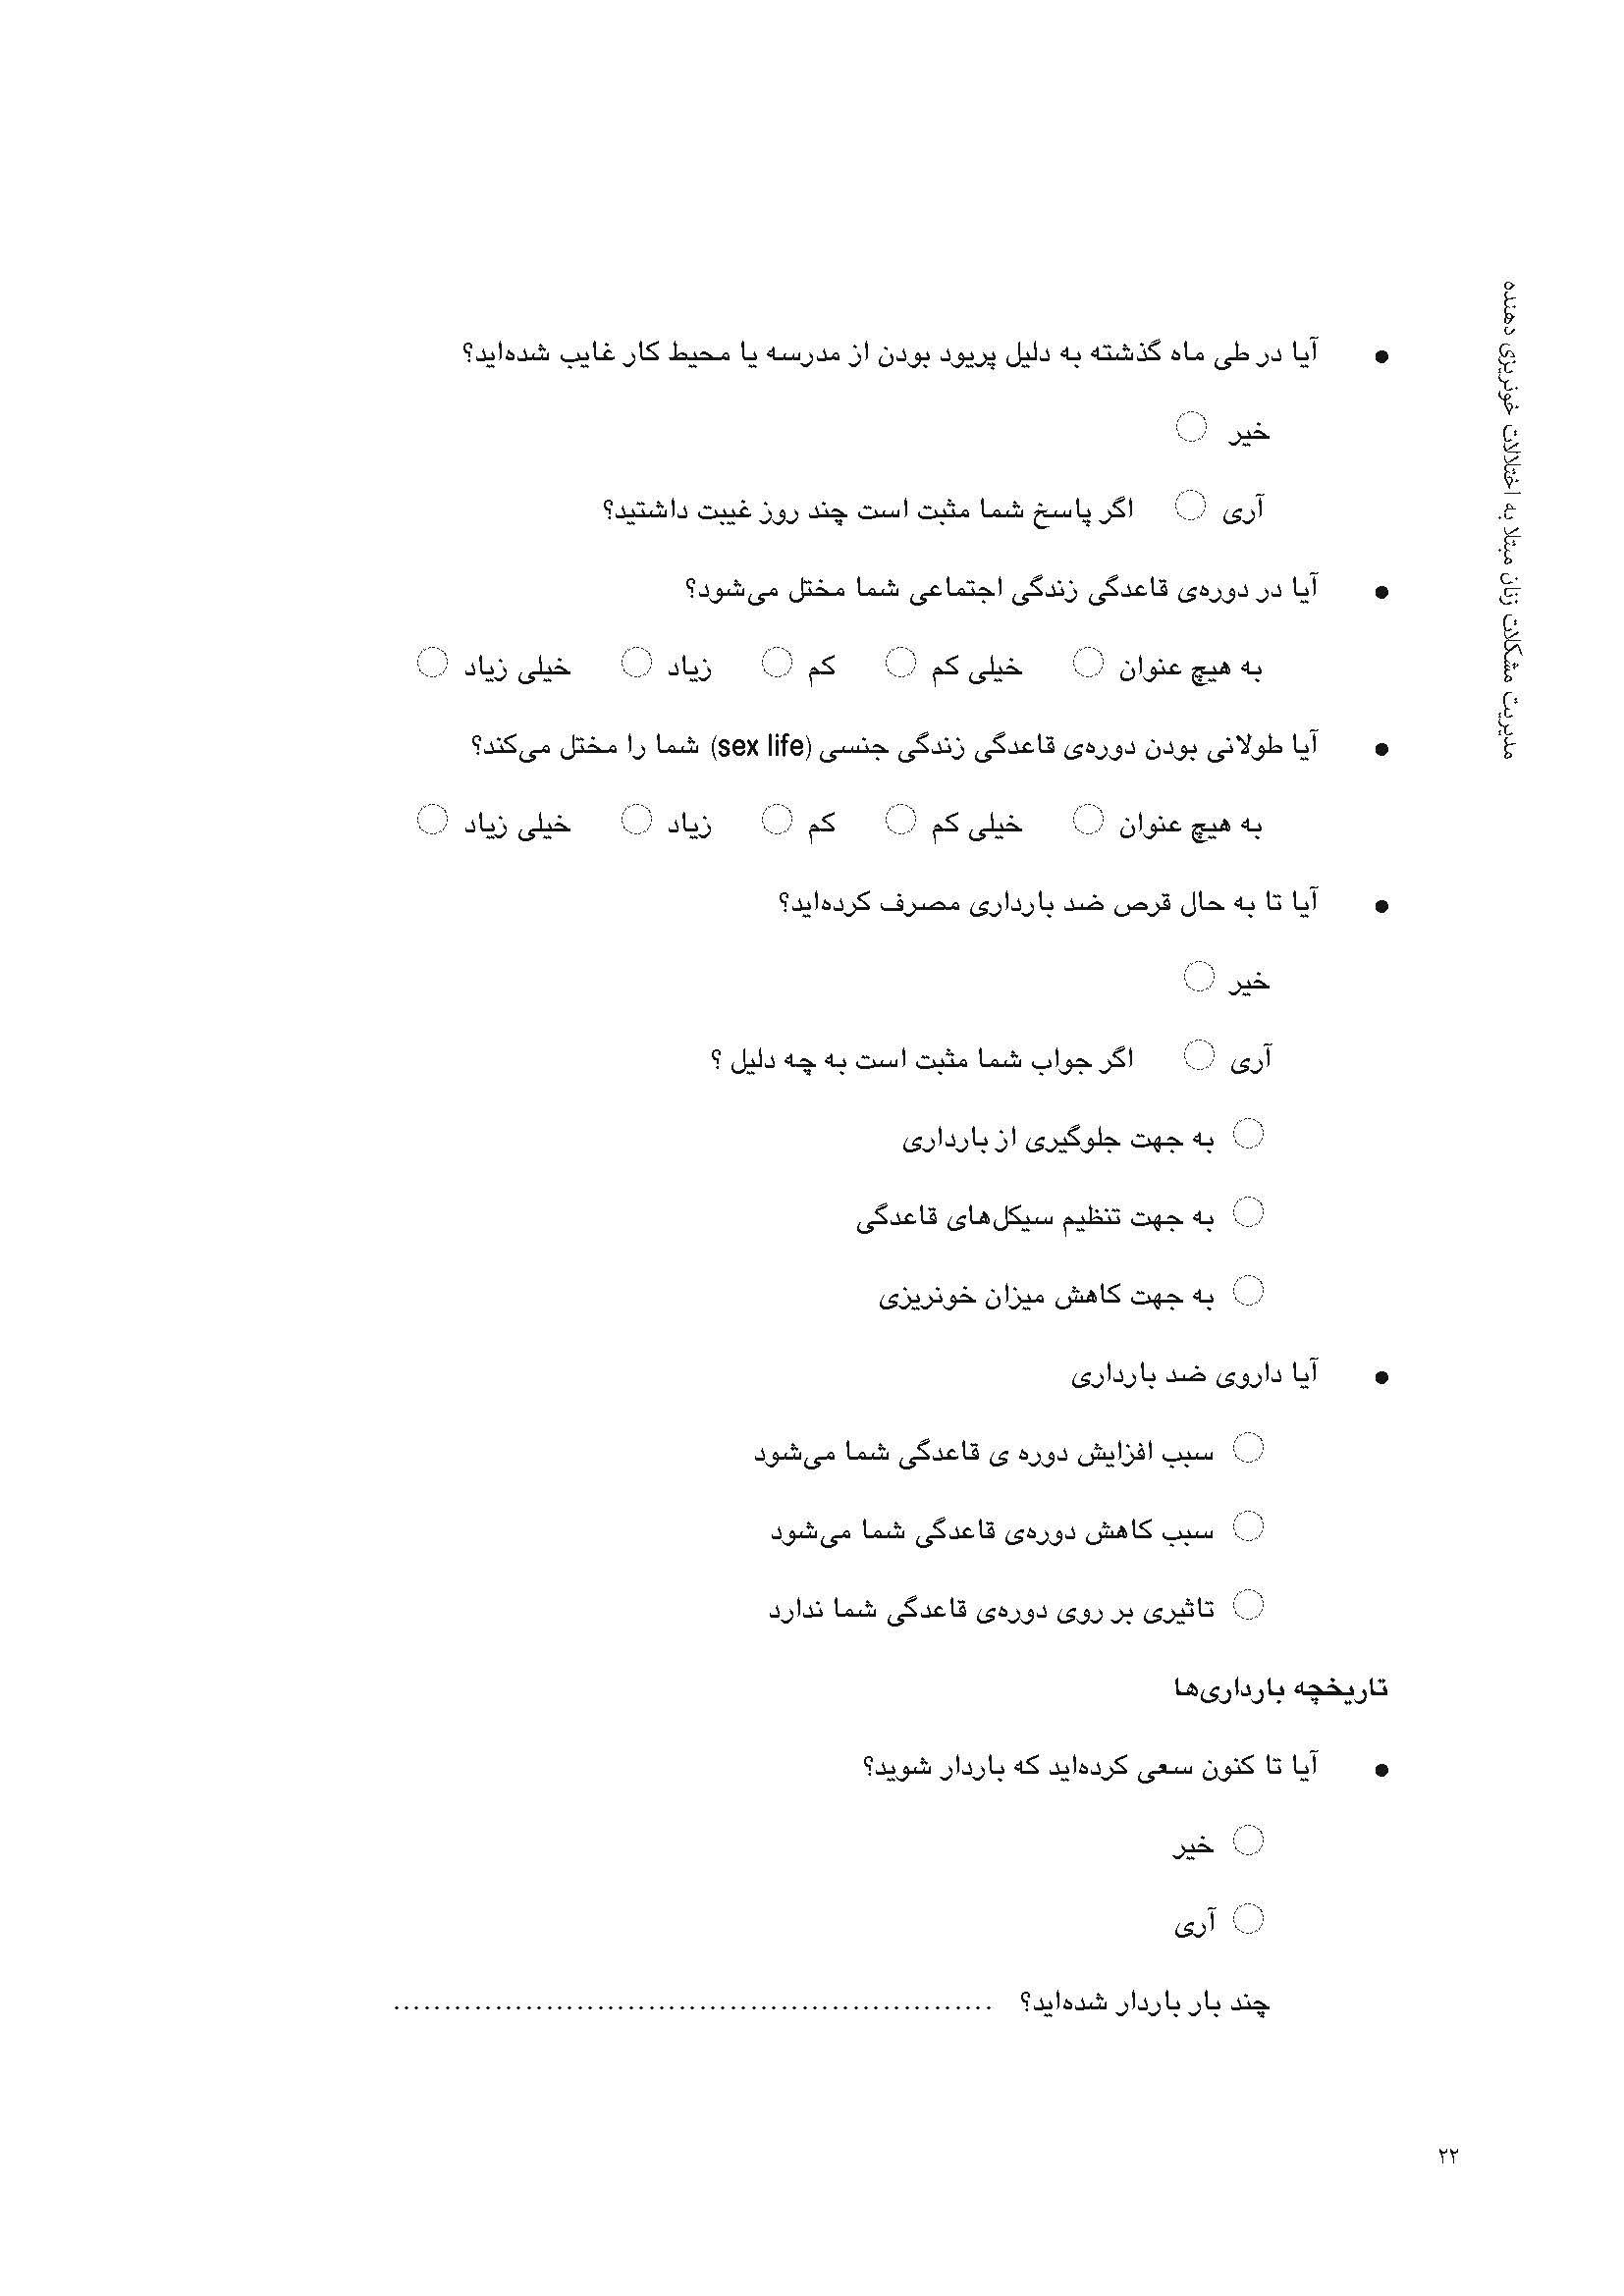 مدیریت مشکلات زنان مبتلا به اختلالات خونریزی دهنده
● آیا در طی ماه گذشته به دلیل پریود بودن از مدرسه یا محیط کار غایب شده‌اید؟
خیر ○
آری ○ اگر پاسخ شما مثبت است چند روز غیبت داشتید؟
● آیا در دوره‌ی قاعدگی زندگی اجتماعی شما مختل می‌شود؟
به هیچ عنوان ○ خیلی کم ○ کم ○ زیاد ○ خیلی زیاد ○
● آیا طولانی بودن دوره‌ی قاعدگی زندگی جنسی (sex life) شما را مختل می‌کند؟
به هیچ عنوان ○ خیلی کم ○ کم ○ زیاد ○ خیلی زیاد ○
● آیا تا به حال قرص ضد بارداری مصرف کرده‌اید؟
خیر ○
آری ○ اگر جواب شما مثبت است به چه دلیل ؟
○ به جهت جلوگیری از بارداری
○ به جهت تنظیم سیکل‌های قاعدگی
○ به جهت کاهش میزان خونریزی
● آیا داروی ضد بارداری
○ سبب افزایش دوره ی قاعدگی شما می‌شود
○ سبب کاهش دوره‌ی قاعدگی شما می‌شود
○ تاثیری بر روی دوره‌ی قاعدگی شما ندارد
تاریخچه بارداری‌ها
● آیا تا کنون سعی کرده‌اید که باردار شوید؟
○ خیر
○ آری
چند بار باردار شده‌اید؟ ............................................................
۲۲